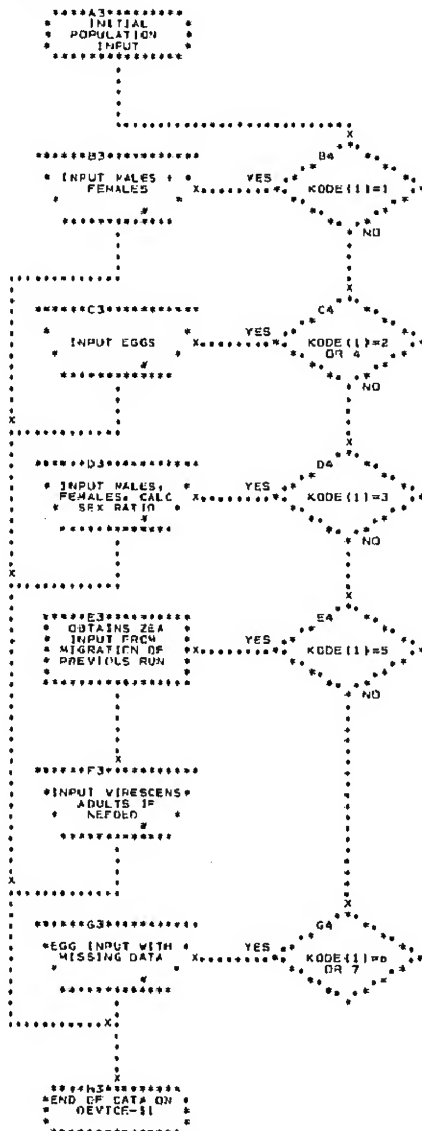 A3
INITIAL
POPULATION
INPUT
B3
INPUT MALES +
FEMALES
YES
B4
KODE(1)=1
NO
C3
INPUT EGGS
YES
C4
KODE(1)=2
OR 4
NO
D3
INPUT MALES,
FEMALES, CALC
SEX RATIO
YES
D4
KODE(1)=3
NO
E3
OBTAINS ZEA
INPUT FROM
MIGRATION OF
PREVIOUS RUN
YES
E4
KODE(1)=5
NO
F3
INPUT VIRESCENS
ADULTS IF
NEEDED
G3
EGG INPUT WITH
MISSING DATA
YES
G4
KODE(1)=6
OR 7
H3
END OF DATA ON